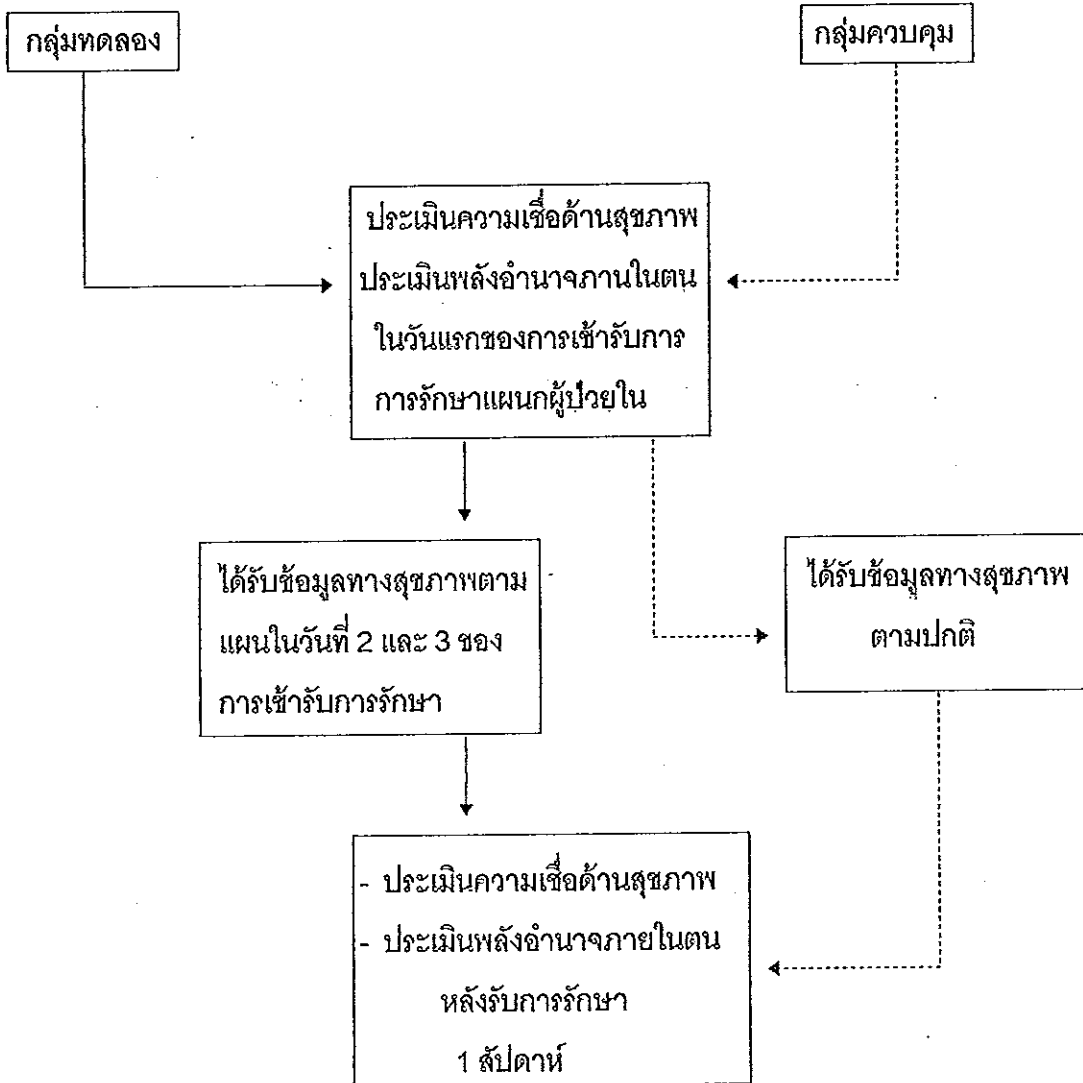 กลุ่มทดลอง
กลุ่มควบคุม
ประเมินความเชื่อด้านสุขภาพ
ประเมินพลังอำนาจภานในตน
ในวันแรกของการเข้ารับการ
การรักษาแผนกผู้ป่วยใน
ได้รับข้อมูลทางสุขภาพตาม
แผนในวันที่ 2 และ 3 ของ
การเข้ารับการรักษา
ได้รับข้อมูลทางสุขภาพ
ตามปกติ
- ประเมินความเชื่อด้านสุขภาพ
- ประเมินพลังอำนาจภายในตน
หลังรับการรักษา
1 สัปดาห์